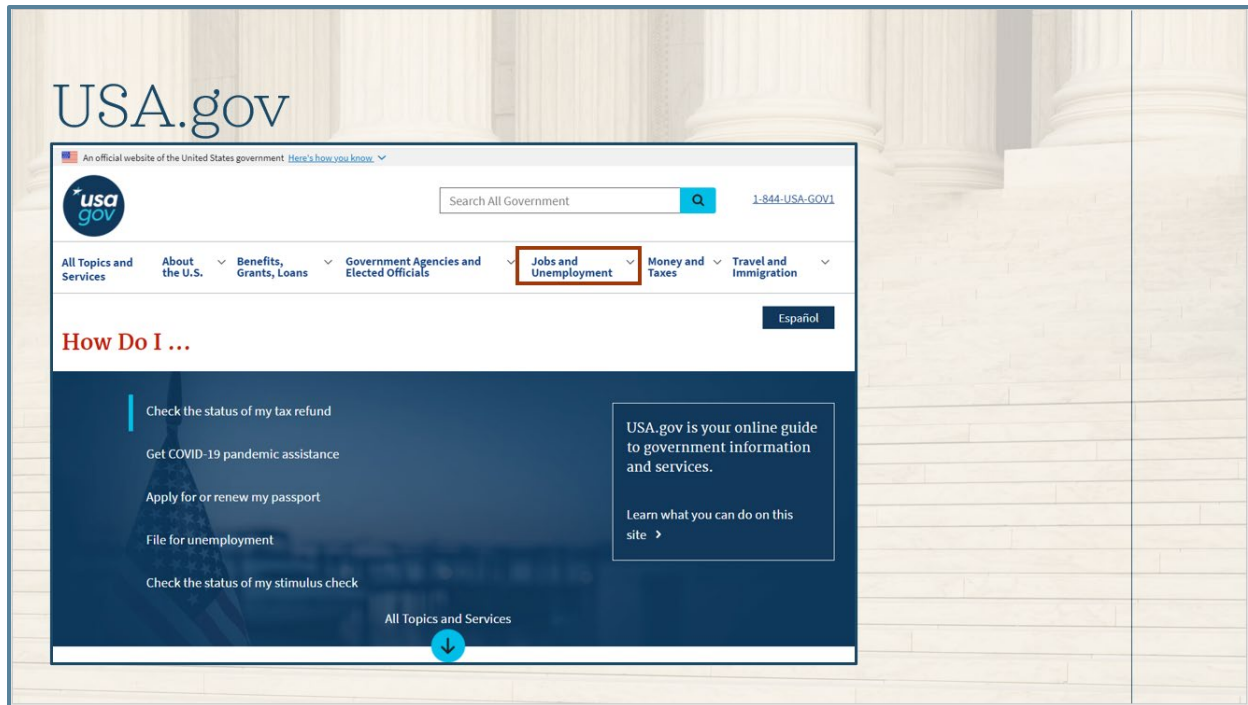 USA.gov
An official website of the United States government Here's how you know
usa
gov
Search All Government
1-844-USA-GOV1
All Topics and
Services
About
the U.S.
Benefits,
Grants, Loans
Government Agencies and
Elected Officials
Jobs and
Unemployment
Money and
Taxes
Travel and
Immigration
Español
How Do I ...
Check the status of my tax refund
Get COVID-19 pandemic assistance
Apply for or renew my passport
File for unemployment
Check the status of my stimulus check
USA.gov is your online guide
to government information
and services.
Learn what you can do on this
site >
All Topics and Services